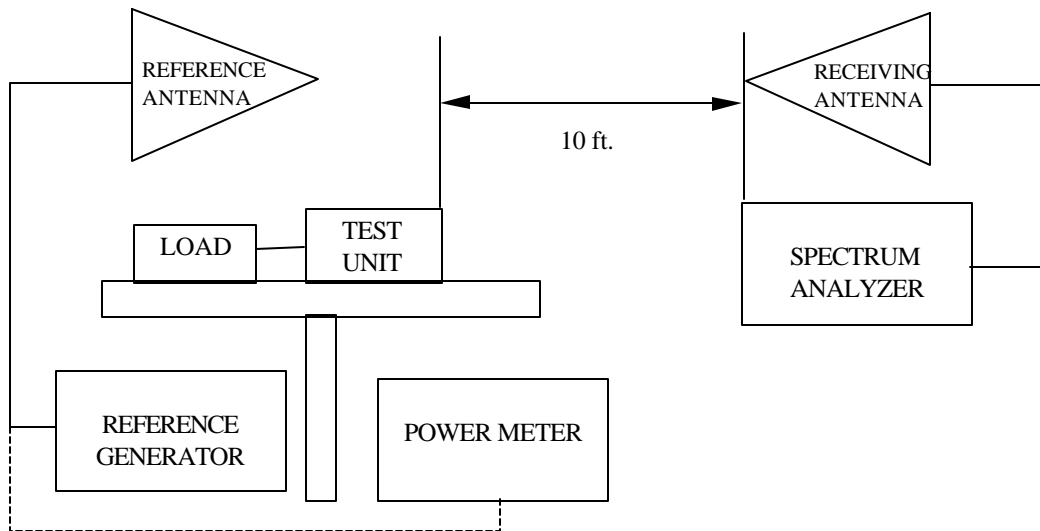 REFERENCE
ANTENNA
RECEIVING
ANTENNA
10 ft.
LOAD
TEST
UNIT
SPECTRUM
ANALYZER
REFERENCE
GENERATOR
POWER METER